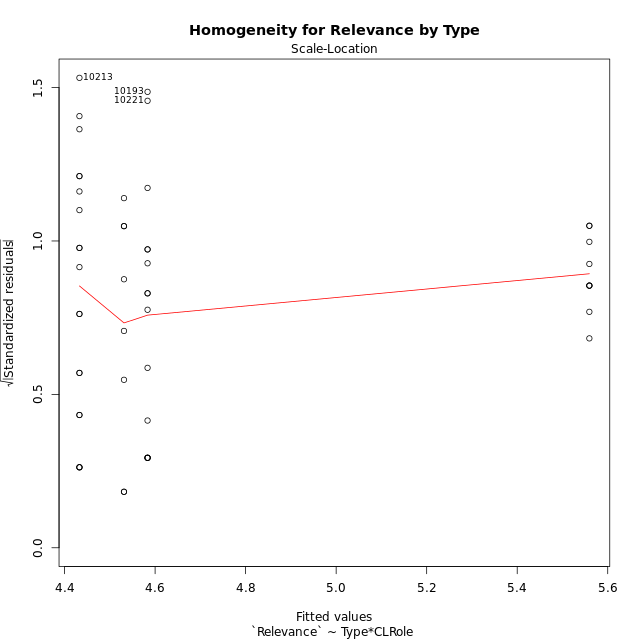 Homogeneity for Relevance by Type
Scale-Location
10213
10193
10221
1.5
1.0
0.5
0.0
√|Standardized residuals|
4.4 4.6 4.8 5.0 5.2 5.4 5.6
Fitted values
`Relevance` ~ Type*CLRole